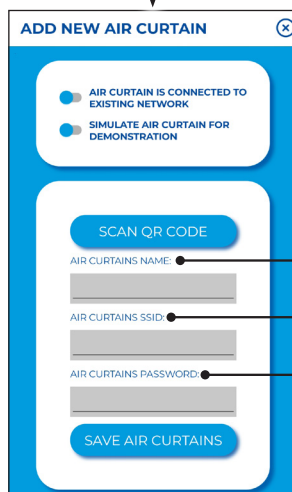 ADD NEW AIR CURTAIN
AIR CURTAIN IS CONNECTED TO
EXISTING NETWORK
SIMULATE AIR CURTAIN FOR
DEMONSTRATION
SCAN QR CODE
AIR CURTAINS NAME:
AIR CURTAINS SSID:
AIR CURTAINS PASSWORD:
SAVE AIR CURTAINS